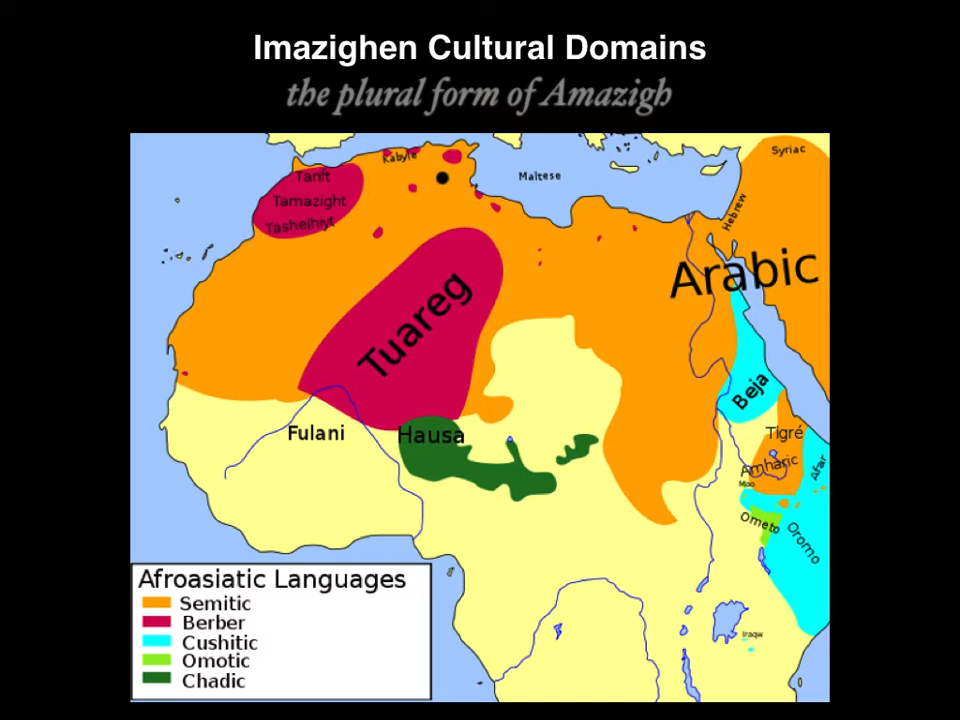 Imazighen Cultural Domains
the plural form of Amazigh
Syriac
Kabyle
Maltese
Tarifit
Tamazight
Tashelhiyt
Hebrew
Arabic
Tuareg
Beja
Fulani
Hausa
Tigré
Amharic
Afar
Mao
Ometo
Oromo
Iraqw
Afroasiatic Languages
Semitic
Berber
Cushitic
Omotic
Chadic